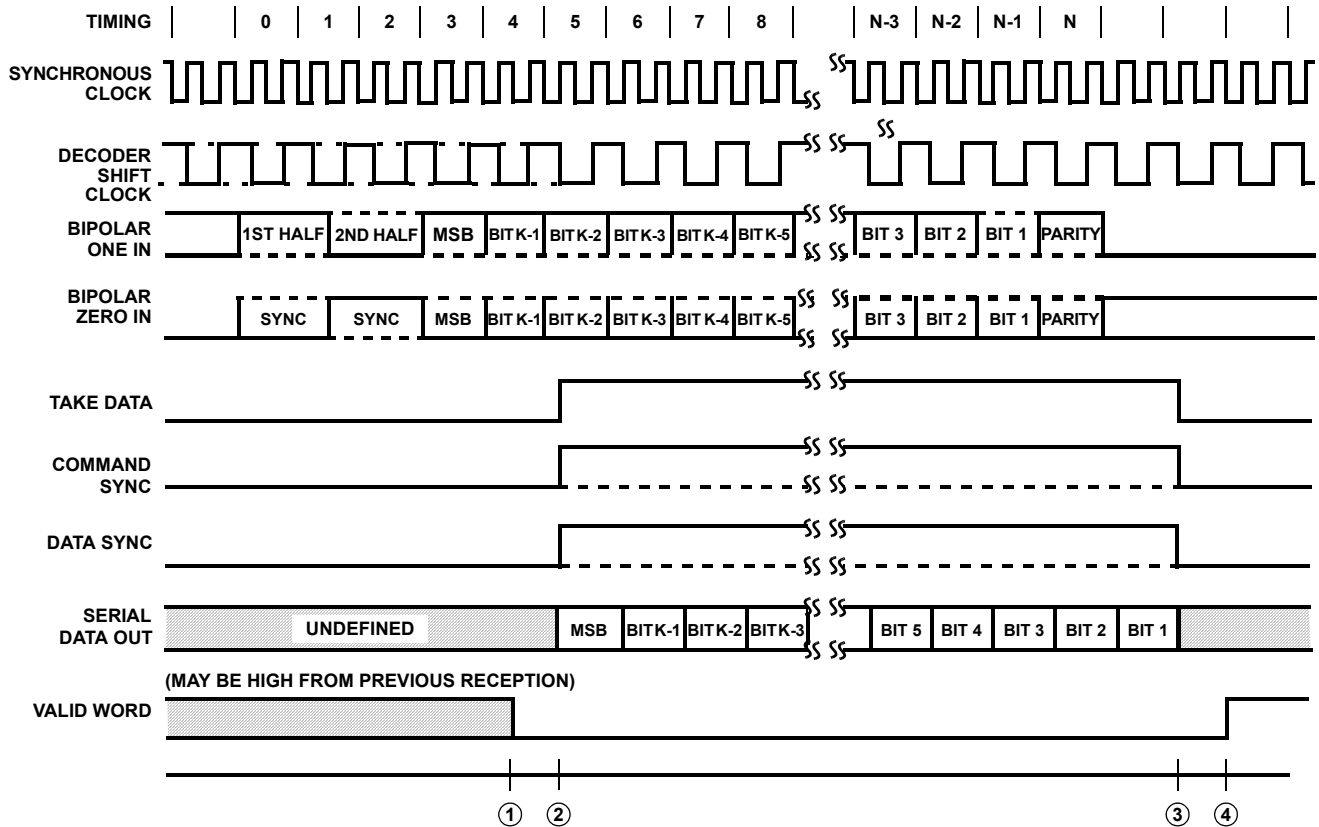 TIMING 0 1 2 3 4 5 6 7 8 N-3 N-2 N-1 N
SYNCHRONOUS
CLOCK
DECODER
SHIFT
CLOCK
BIPOLAR
ONE IN
1ST HALF 2ND HALF MSB BIT K-1 BIT K-2 BIT K-3 BIT K-4 BIT K-5 BIT 3 BIT 2 BIT 1 PARITY
BIPOLAR
ZERO IN
SYNC SYNC MSB BIT K-1 BIT K-2 BIT K-3 BIT K-4 BIT K-5 BIT 3 BIT 2 BIT 1 PARITY
TAKE DATA
COMMAND
SYNC
DATA SYNC
SERIAL
DATA OUT
UNDEFINED MSB BIT K-1 BIT K-2 BIT K-3 BIT 5 BIT 4 BIT 3 BIT 2 BIT 1
(MAY BE HIGH FROM PREVIOUS RECEPTION)
VALID WORD
1 2 3 4